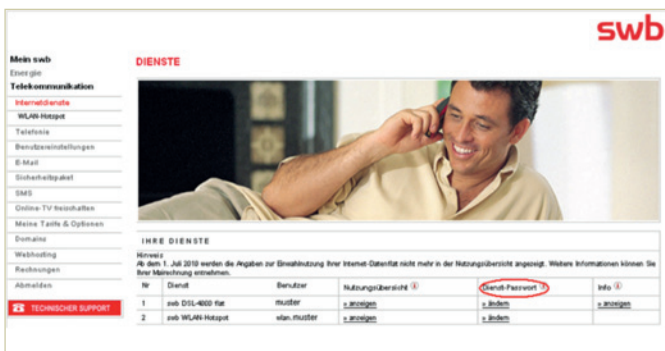 swb
Mein swb
Energie
Telekommunikation
Internetdienste
WLAN-Hotspot
Telefonie
Benutzereinstellungen
E-Mail
Sicherheitspaket
SMS
Online-TV freischalten
Meine Tarife & Optionen
Domains
Webhosting
Rechnungen
Abmelden
TECHNISCHER SUPPORT
DIENSTE
IHRE DIENSTE
Hinweis
Ab dem 1. Juli 2010 werden die Angaben zur Einwahlnutzung Ihrer Internet-Datenflat nicht mehr in der Nutzungsübersicht angezeigt. Weitere Informationen können Sie
Ihrer Mairechnung entnehmen.
Nr Dienst Benutzer Nutzungsübersicht Dienst-Passwort Info
1 swb DSL-4000 flat muster » anzeigen » ändern » anzeigen
2 swb WLAN-Hotspot wlan.muster » anzeigen » ändern